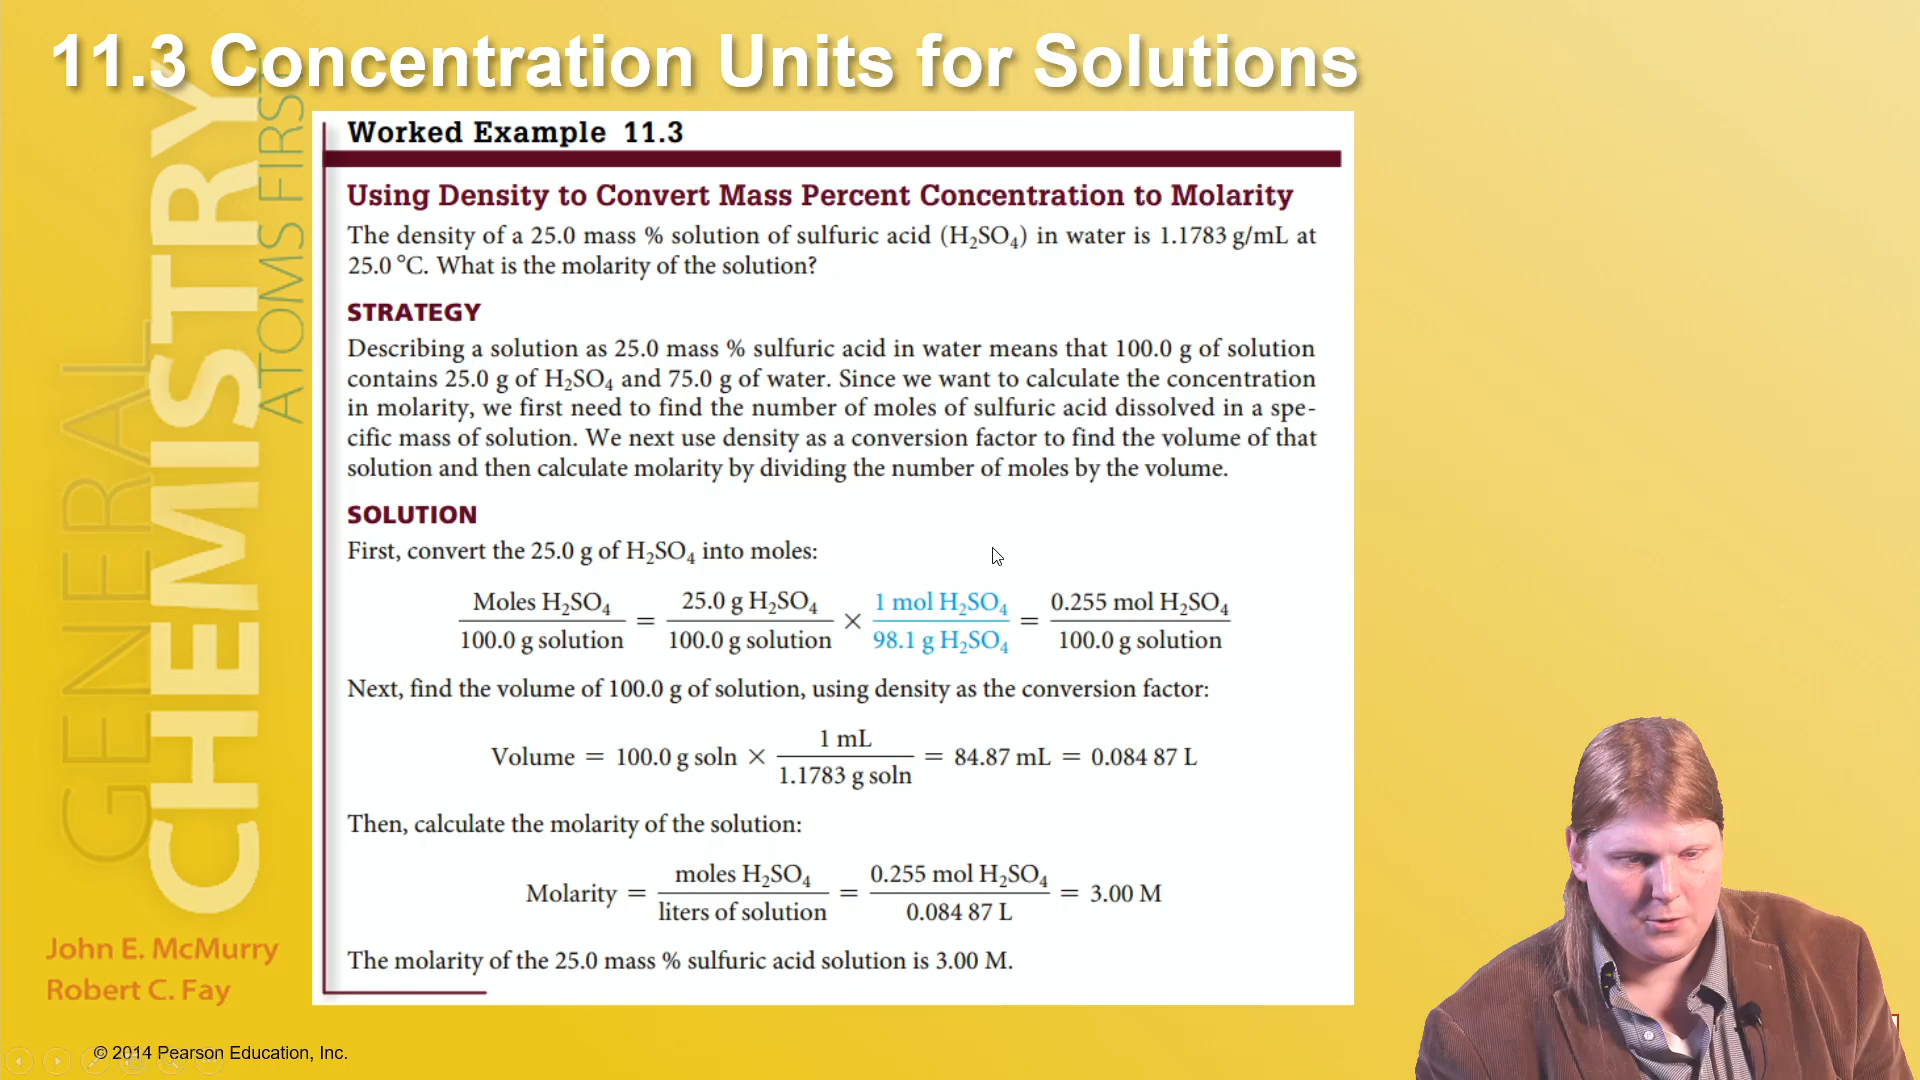 11.3 Concentration Units for Solutions
GENERAL
CHEMISTRY
ATOMS FIRST
Worked Example 11.3
Using Density to Convert Mass Percent Concentration to Molarity
The density of a 25.0 mass % solution of sulfuric acid (H₂SO₄) in water is 1.1783 g/mL at
25.0 °C. What is the molarity of the solution?
STRATEGY
Describing a solution as 25.0 mass % sulfuric acid in water means that 100.0 g of solution
contains 25.0 g of H₂SO₄ and 75.0 g of water. Since we want to calculate the concentration
in molarity, we first need to find the number of moles of sulfuric acid dissolved in a spe-
cific mass of solution. We next use density as a conversion factor to find the volume of that
solution and then calculate molarity by dividing the number of moles by the volume.
SOLUTION
First, convert the 25.0 g of H₂SO₄ into moles:
Moles H₂SO₄ / 100.0 g solution = 25.0 g H₂SO₄ / 100.0 g solution × 1 mol H₂SO₄ / 98.1 g H₂SO₄ = 0.255 mol H₂SO₄ / 100.0 g solution
Next, find the volume of 100.0 g of solution, using density as the conversion factor:
Volume = 100.0 g soln × 1 mL / 1.1783 g soln = 84.87 mL = 0.084 87 L
Then, calculate the molarity of the solution:
Molarity = moles H₂SO₄ / liters of solution = 0.255 mol H₂SO₄ / 0.084 87 L = 3.00 M
The molarity of the 25.0 mass % sulfuric acid solution is 3.00 M.
John E. McMurry
Robert C. Fay
© 2014 Pearson Education, Inc.